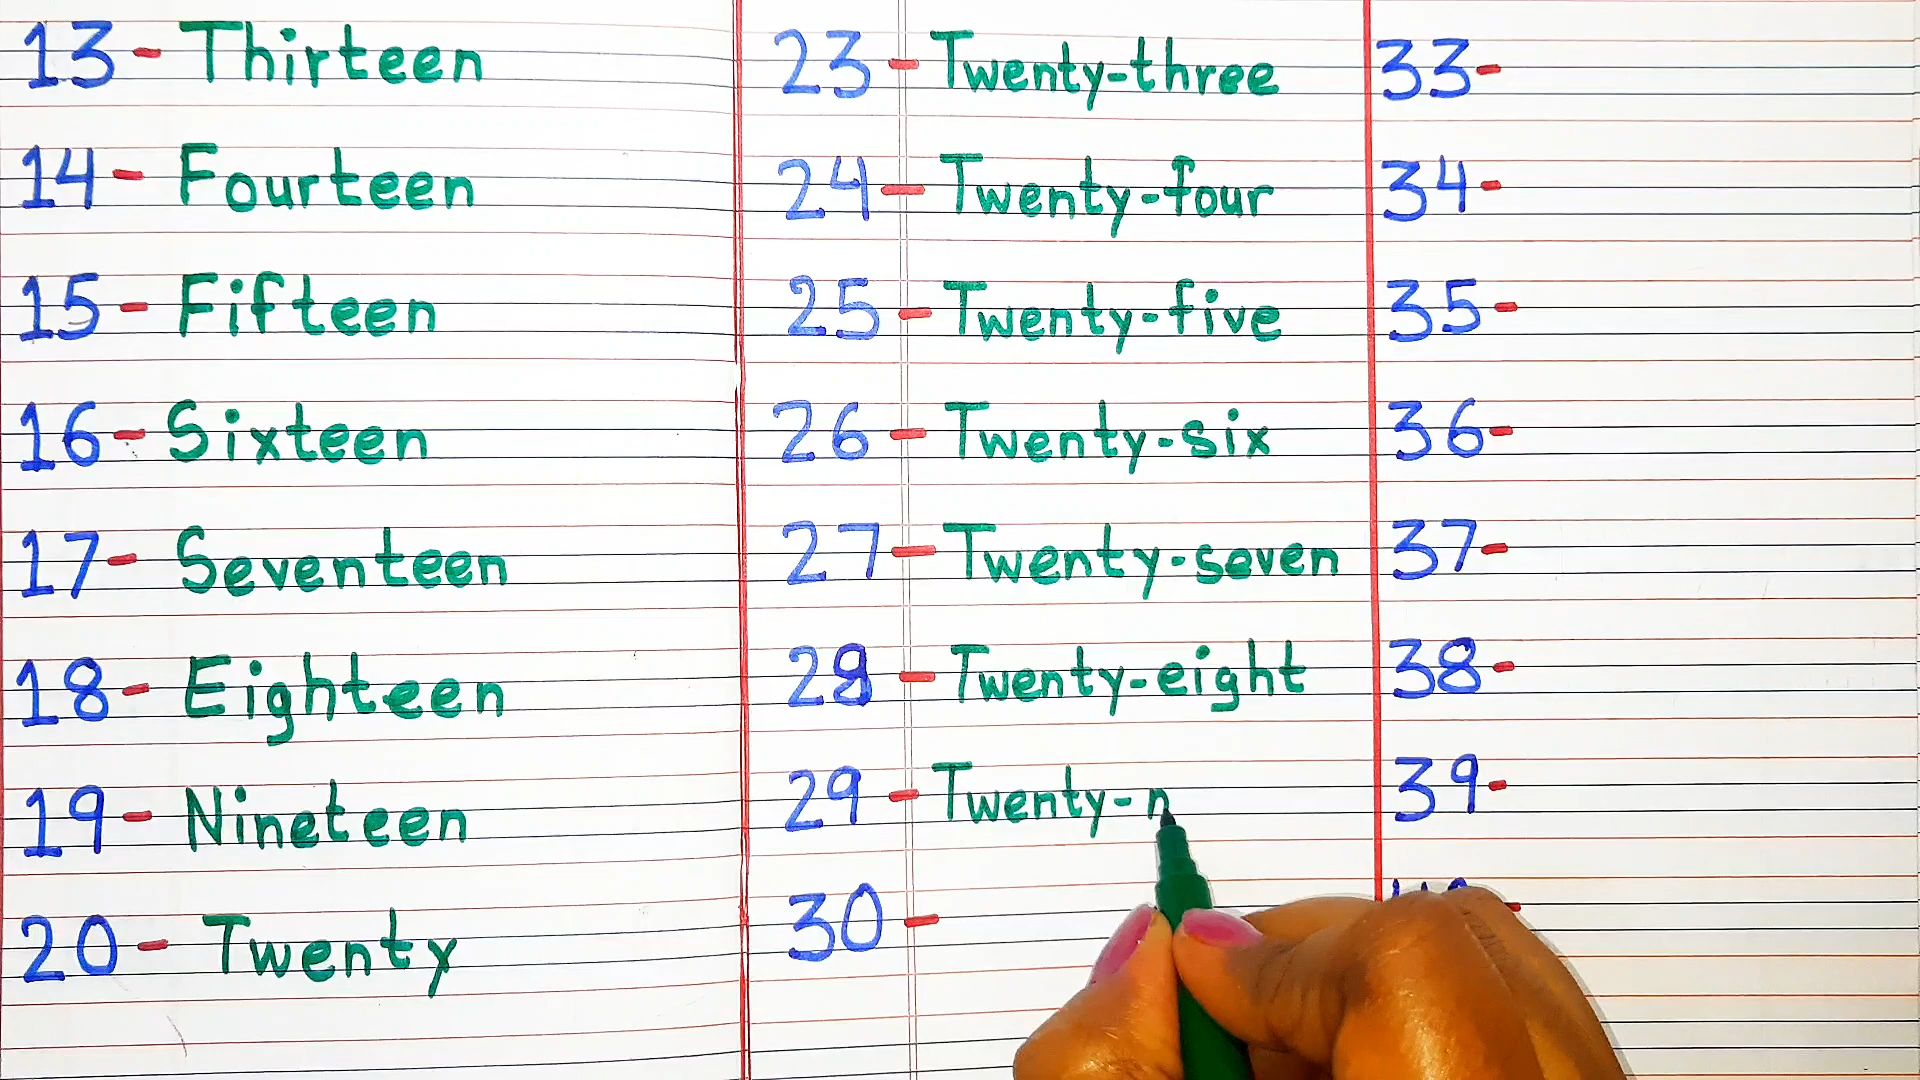 13 - Thirteen
14 - Fourteen
15 - Fifteen
16 - Sixteen
17 - Seventeen
18 - Eighteen
19 - Nineteen
20 - Twenty
23 - Twenty-three
24 - Twenty-four
25 - Twenty-five
26 - Twenty-six
27 - Twenty-seven
28 - Twenty-eight
29 - Twenty-n
30 -
33 -
34 -
35 -
36 -
37 -
38 -
39 -